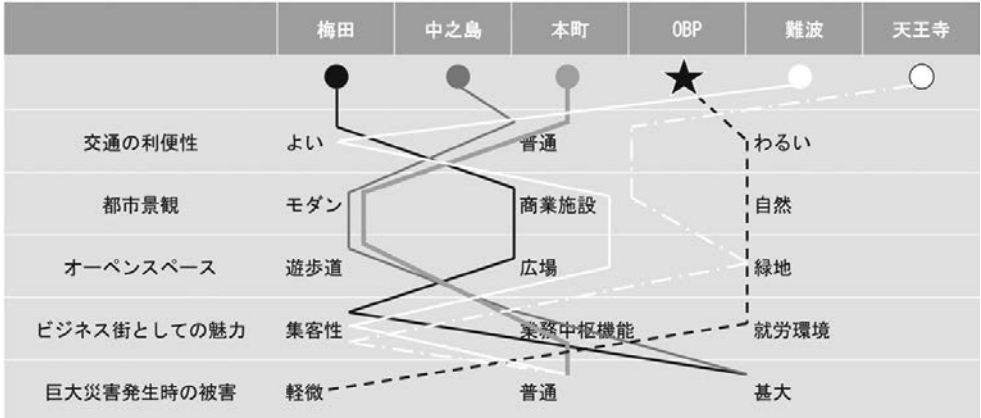 梅田 中之島 本町 OBP 難波 天王寺
交通の利便性 よい 普通 わるい
都市景観 モダン 商業施設 自然
オーペンスペース 遊歩道 広場 緑地
ビジネス街としての魅力 集客性 業務中枢機能 就労環境
巨大災害発生時の被害 軽微 普通 甚大